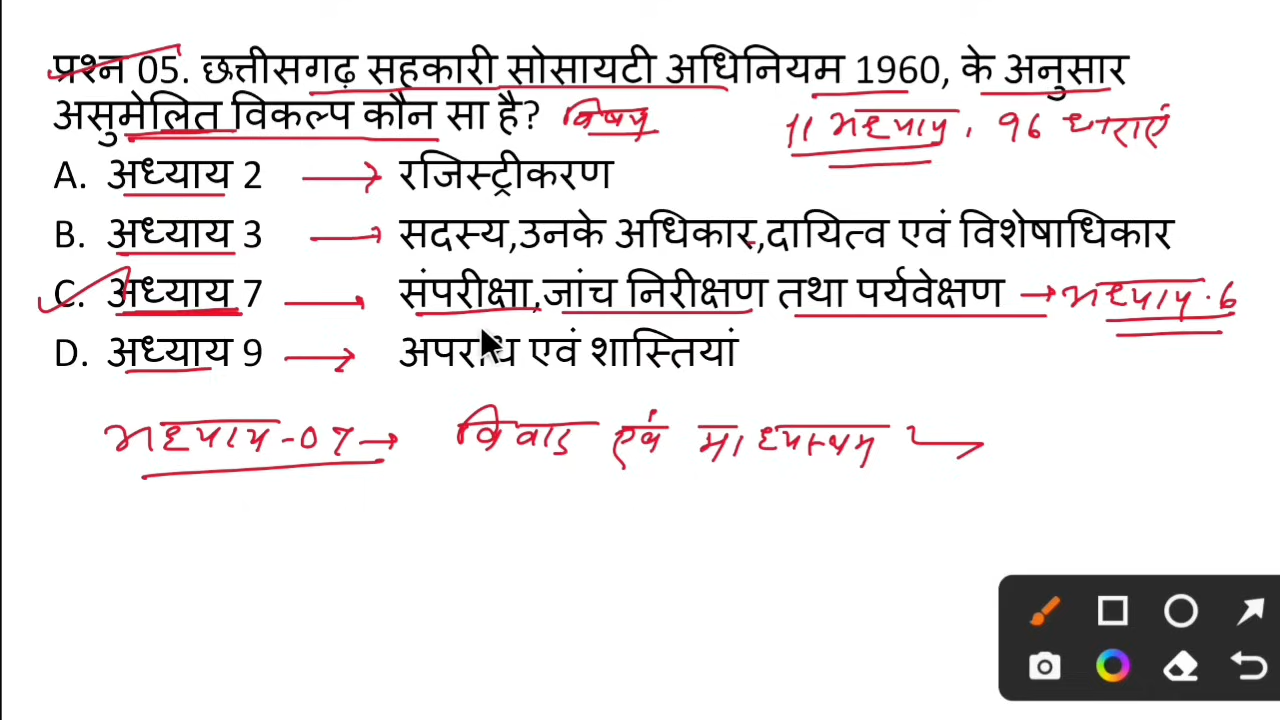 प्रश्न 05. छत्तीसगढ़ सहकारी सोसायटी अधिनियम 1960, के अनुसार
असुमेलित विकल्प कौन सा है? विषय 11 अध्याय, 96 धाराएं
A. अध्याय 2 → रजिस्ट्रीकरण
B. अध्याय 3 → सदस्य,उनके अधिकार,दायित्व एवं विशेषाधिकार
C. अध्याय 7 → संपरीक्षा,जांच निरीक्षण तथा पर्यवेक्षण → अध्याय. 6
D. अध्याय 9 → अपराध एवं शास्तियां
अध्याय-07 → विवाद एवं माध्यस्थम